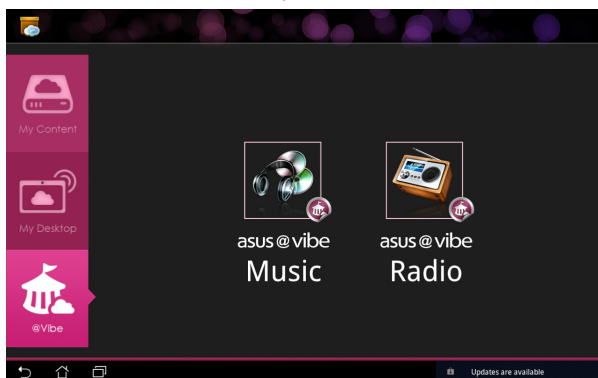 My Content
My Desktop
@Vibe
asus@vibe
Music
asus@vibe
Radio
Updates are available